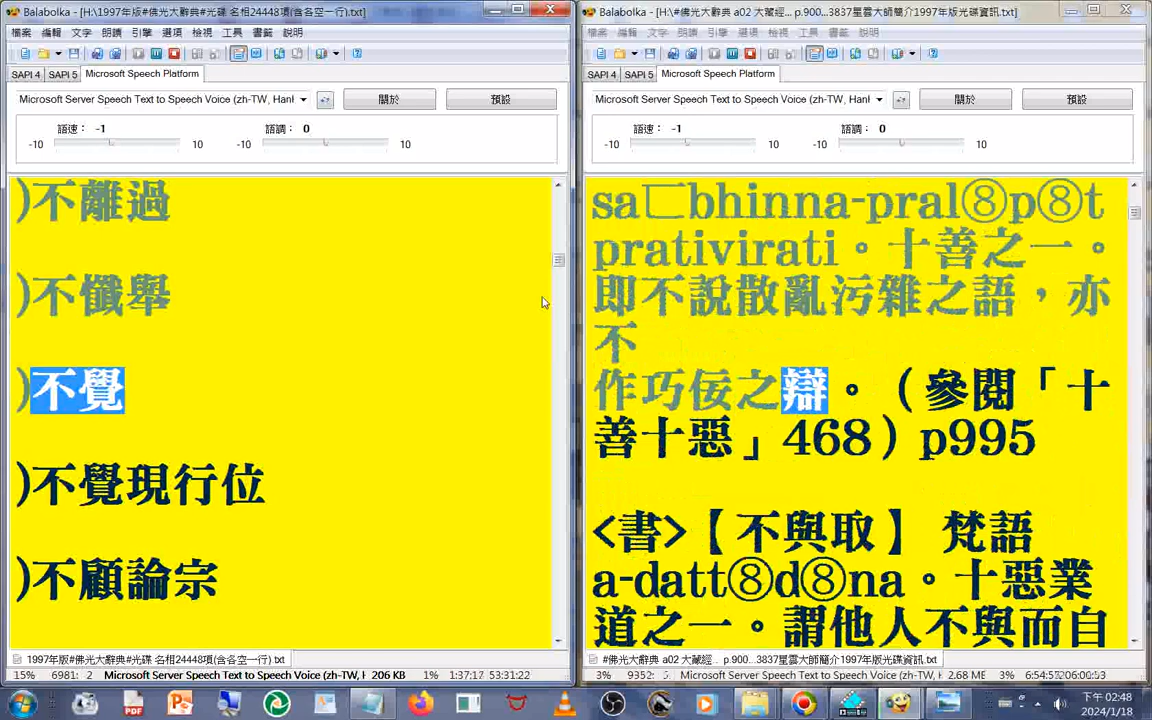 Balabolka - [H:\1997年版#佛光大辭典#光碟 名相24448項(含各空一行).txt]
檔案 編輯 文字 朗讀 引擎 選項 檢視 工具 書籤 說明
SAPI 4 SAPI 5 Microsoft Speech Platform
Microsoft Server Speech Text to Speech Voice (zh-TW, Hanl
關於
預設
語速： -1
語調： 0
-10 10 -10 10
)不離過
)不懺舉
)不覺
)不覺現行位
)不顧論宗
1997年版#佛光大辭典#光碟 名相24448項(含各空一行).txt
15% 6981: 2 Microsoft Server Speech Text to Speech Voice (zh-TW, H 206 KB 1% 1:37:17 53:31:22
Balabolka - [H:\#佛光大辭典 a02 大藏經... p.900...3837星雲大師簡介1997年版光碟資訊.txt]
檔案 編輯 文字 朗讀 引擎 選項 檢視 工具 書籤 說明
SAPI 4 SAPI 5 Microsoft Speech Platform
Microsoft Server Speech Text to Speech Voice (zh-TW, Hanl
關於
預設
語速： -1
語調： 0
-10 10 -10 10
sa匚bhinna-pral⑧p⑧t
prativirati。十善之一。
即不說散亂污雜之語，亦
不
作巧佞之辯。（參閱「十
善十惡」468）p995
<書>【不與取】 梵語
a-datt⑧d⑧na。十惡業
道之一。謂他人不與而自
#佛光大辭典 a02 大藏經... p.900...3837星雲大師簡介1997年版光碟資訊.txt
3% 9352: Microsoft Server Speech Text to Speech Voice (zh-TW, H 2.68 MB 3%
下午 02:48
2024/1/18